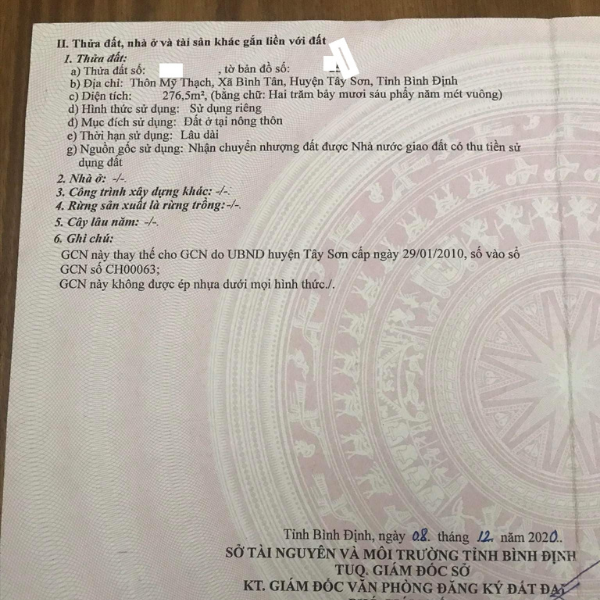 II. Thửa đất, nhà ở và tài sản khác gắn liền với đất
1. Thửa đất:
a) Thửa đất số: , tờ bản đồ số:
b) Địa chỉ: Thôn Mỹ Thạch, Xã Bình Tân, Huyện Tây Sơn, Tỉnh Bình Định
c) Diện tích: 276,5m², (bằng chữ: Hai trăm bảy mươi sáu phẩy năm mét vuông)
d) Hình thức sử dụng: Sử dụng riêng
đ) Mục đích sử dụng: Đất ở tại nông thôn
e) Thời hạn sử dụng: Lâu dài
g) Nguồn gốc sử dụng: Nhận chuyển nhượng đất được Nhà nước giao đất có thu tiền sử
dụng đất
2. Nhà ở: -/-.
3. Công trình xây dựng khác: -/-.
4. Rừng sản xuất là rừng trồng:-/-.
5. Cây lâu năm: -/-.
6. Ghi chú:
GCN này thay thế cho GCN do UBND huyện Tây Sơn cấp ngày 29/01/2010, số vào sổ
GCN số CH00063;
GCN này không được ép nhựa dưới mọi hình thức./.
Tỉnh Bình Định, ngày 08. tháng 12. năm 2020.
SỞ TÀI NGUYÊN VÀ MÔI TRƯỜNG TỈNH BÌNH ĐỊNH
TUQ. GIÁM ĐỐC SỞ
KT. GIÁM ĐỐC VĂN PHÒNG ĐĂNG KÝ ĐẤT ĐAI